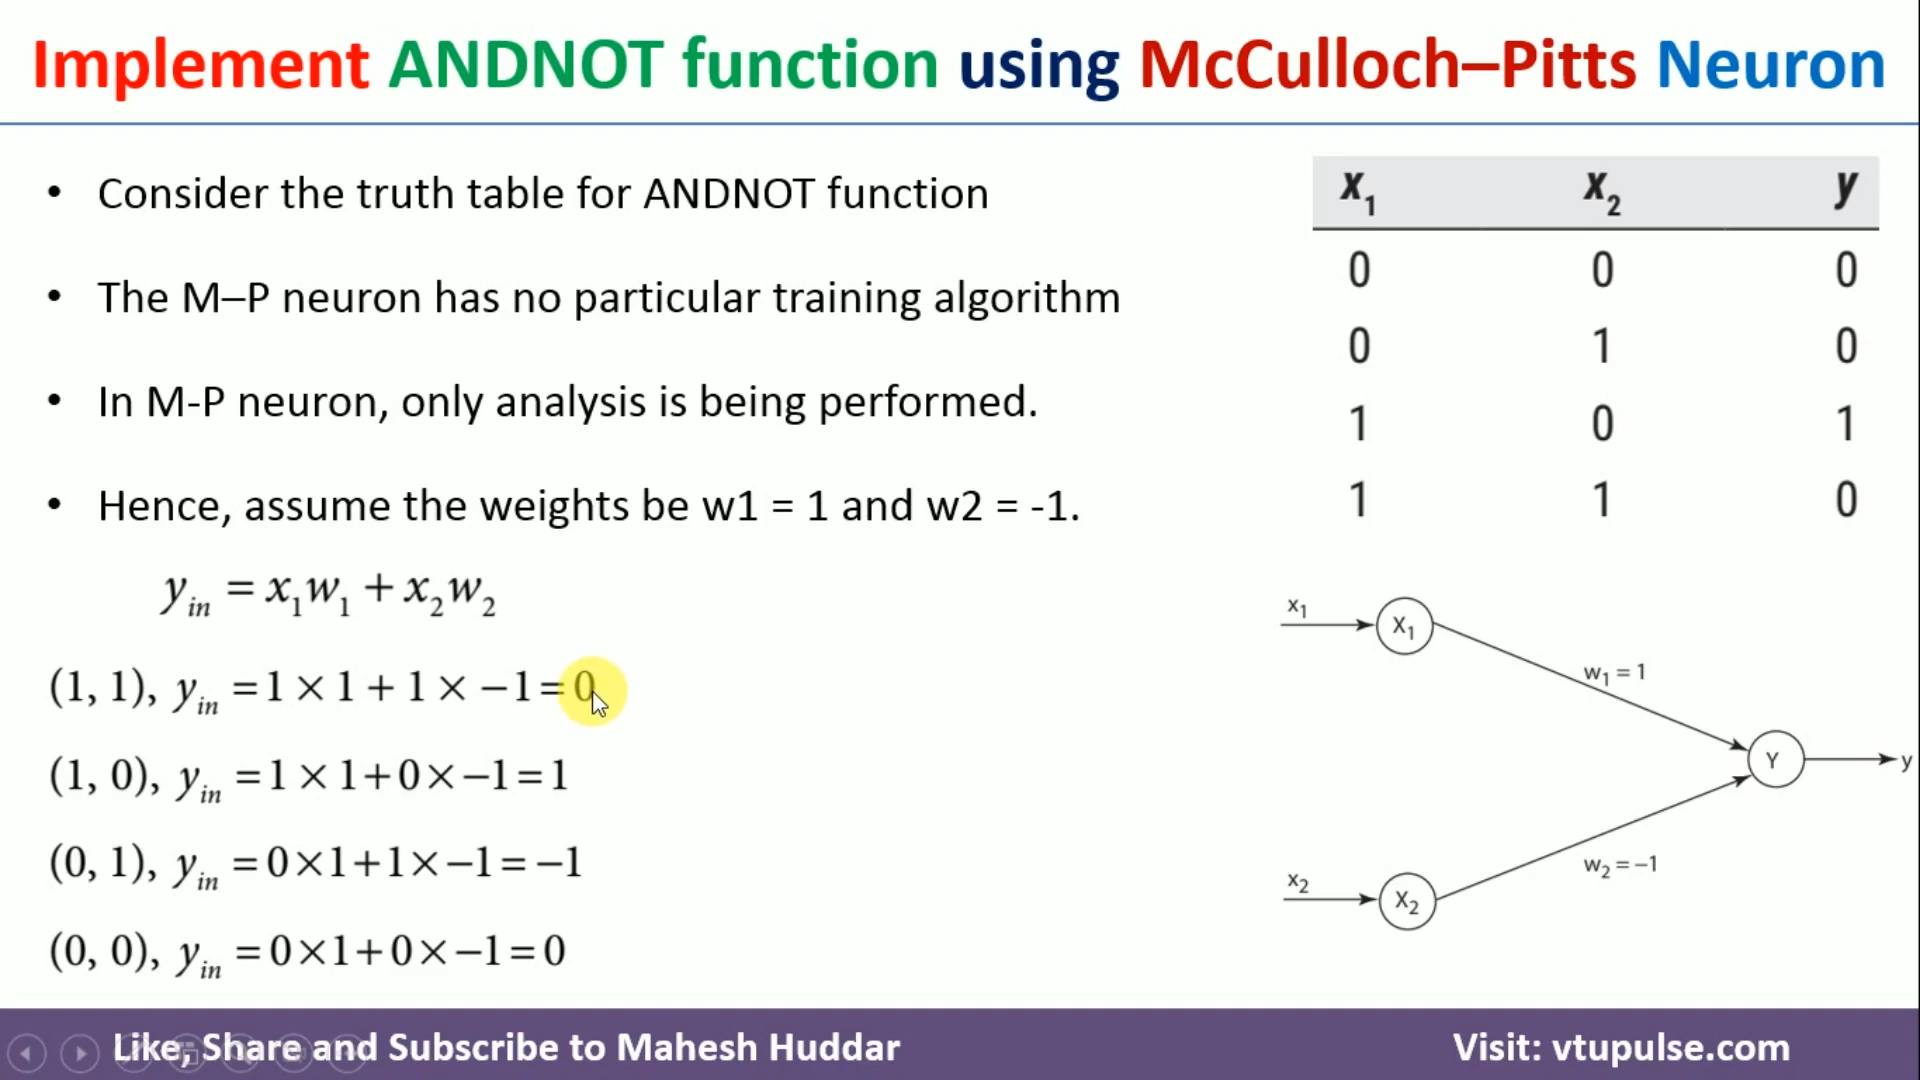 Implement ANDNOT function using McCulloch–Pitts Neuron
• Consider the truth table for ANDNOT function
• The M–P neuron has no particular training algorithm
• In M-P neuron, only analysis is being performed.
• Hence, assume the weights be w1 = 1 and w2 = -1.
y_in = x₁w₁ + x₂w₂
(1, 1), y_in = 1 × 1 + 1 × −1 = 0
(1, 0), y_in = 1 × 1 + 0 × −1 = 1
(0, 1), y_in = 0 × 1 + 1 × −1 = −1
(0, 0), y_in = 0 × 1 + 0 × −1 = 0
x₁ x₂ y
0 0 0
0 1 0
1 0 1
1 1 0
x₁
X₁
w₁ = 1
Y
y
w₂ = −1
x₂
X₂
Like, Share and Subscribe to Mahesh Huddar
Visit: vtupulse.com